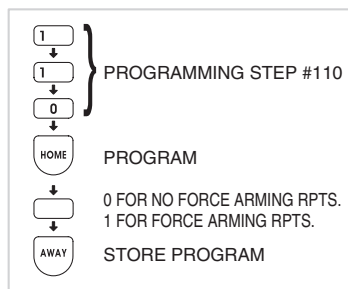 1
1
0
PROGRAMMING STEP #110
HOME
PROGRAM
0 FOR NO FORCE ARMING RPTS.
1 FOR FORCE ARMING RPTS.
AWAY
STORE PROGRAM